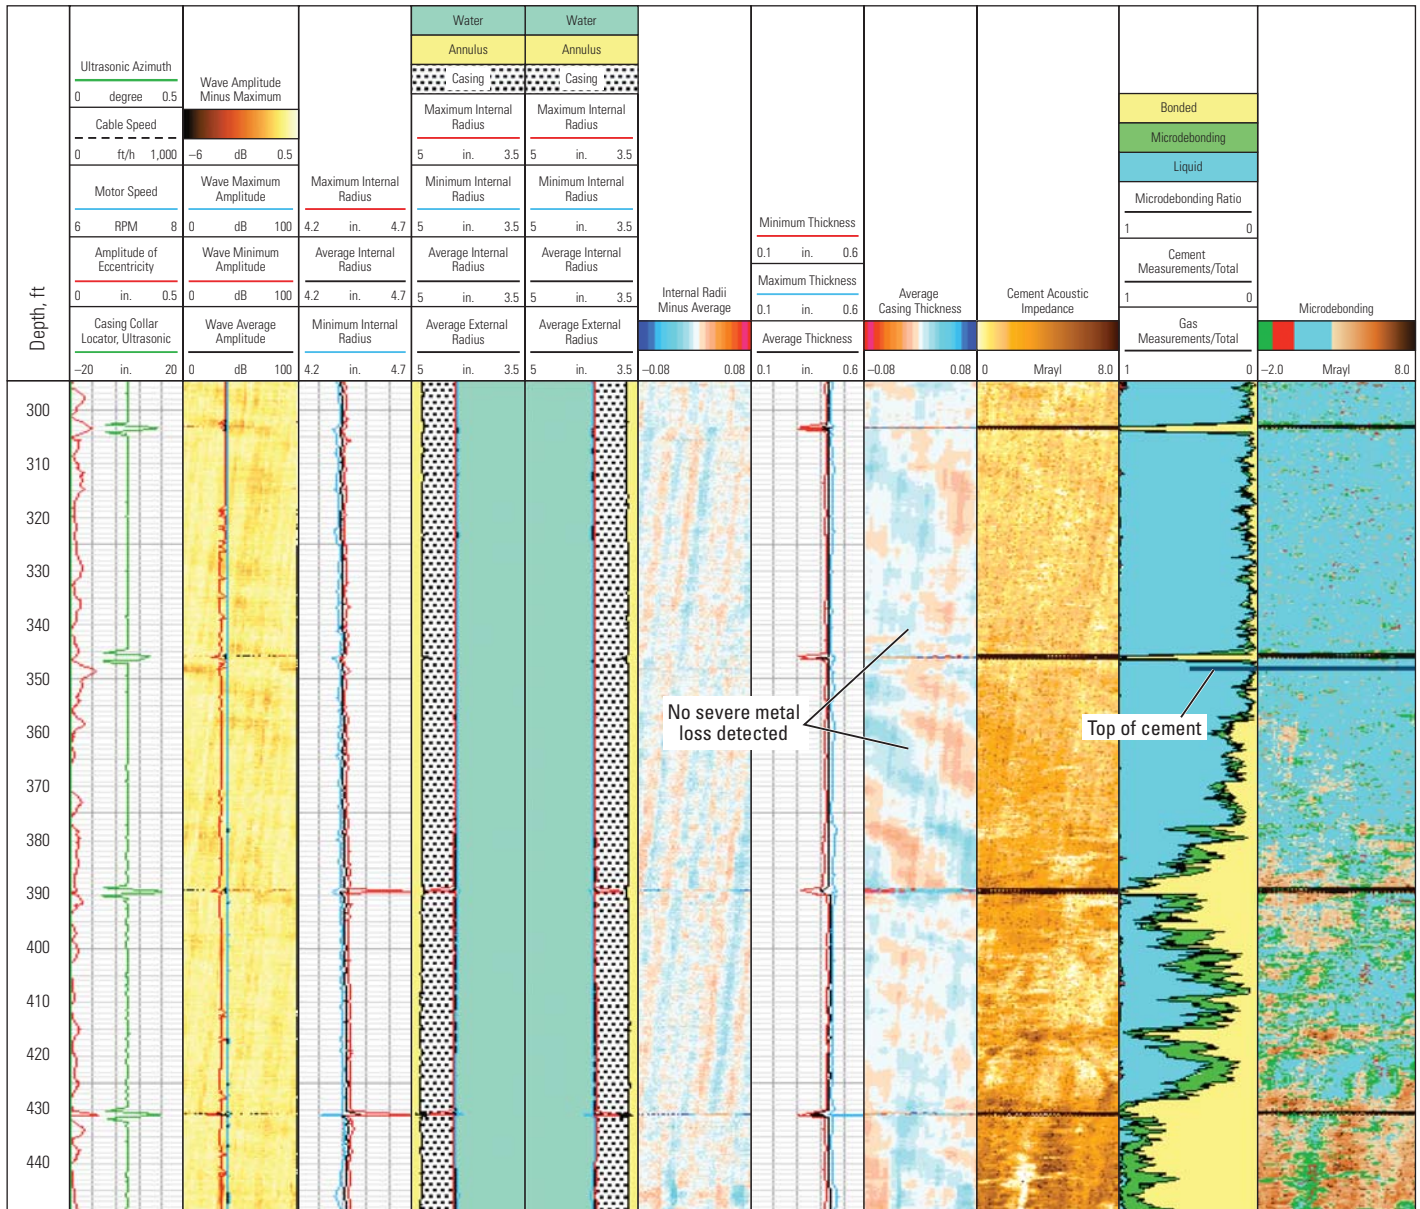 Depth, ft
Ultrasonic Azimuth
0 degree 0.5
Cable Speed
0 ft/h 1,000
Motor Speed
6 RPM 8
Amplitude of
Eccentricity
0 in. 0.5
Casing Collar
Locator, Ultrasonic
–20 in. 20
Wave Amplitude
Minus Maximum
–6 dB 0.5
Wave Maximum
Amplitude
0 dB 100
Wave Minimum
Amplitude
0 dB 100
Wave Average
Amplitude
0 dB 100
Maximum Internal
Radius
4.2 in. 4.7
Average Internal
Radius
4.2 in. 4.7
Minimum Internal
Radius
4.2 in. 4.7
Water
Annulus
Casing
Maximum Internal
Radius
5 in. 3.5
Minimum Internal
Radius
5 in. 3.5
Average Internal
Radius
5 in. 3.5
Average External
Radius
5 in. 3.5
Water
Annulus
Casing
Maximum Internal
Radius
5 in. 3.5
Minimum Internal
Radius
5 in. 3.5
Average Internal
Radius
5 in. 3.5
Average External
Radius
5 in. 3.5
Internal Radii
Minus Average
–0.08 0.08
Minimum Thickness
0.1 in. 0.6
Maximum Thickness
0.1 in. 0.6
Average Thickness
0.1 in. 0.6
Average
Casing Thickness
–0.08 0.08
Cement Acoustic
Impedance
0 Mrayl 8.0
Bonded
Microdebonding
Liquid
Microdebonding Ratio
1 0
Cement
Measurements/Total
1 0
Gas
Measurements/Total
1 0
Microdebonding
–2.0 Mrayl 8.0
300
310
320
330
340
350
360
370
380
390
400
410
420
430
440
No severe metal
loss detected
Top of cement